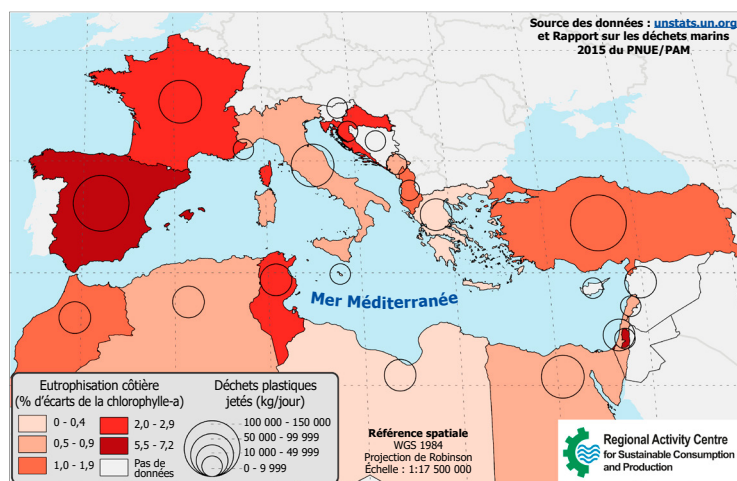 Source des données : unstats.un.org
et Rapport sur les déchets marins
2015 du PNUE/PAM
Mer Méditerranée
Eutrophisation côtière
(% d'écarts de la chlorophylle-a)
0 - 0,4
0,5 - 0,9
1,0 - 1,9
2,0 - 2,9
5,5 - 7,2
Pas de
données
Déchets plastiques
jetés (kg/jour)
100 000 - 150 000
50 000 - 99 999
10 000 - 49 999
0 - 9 999
Référence spatiale
WGS 1984
Projection de Robinson
Échelle : 1:17 500 000
Regional Activity Centre
for Sustainable Consumption
and Production